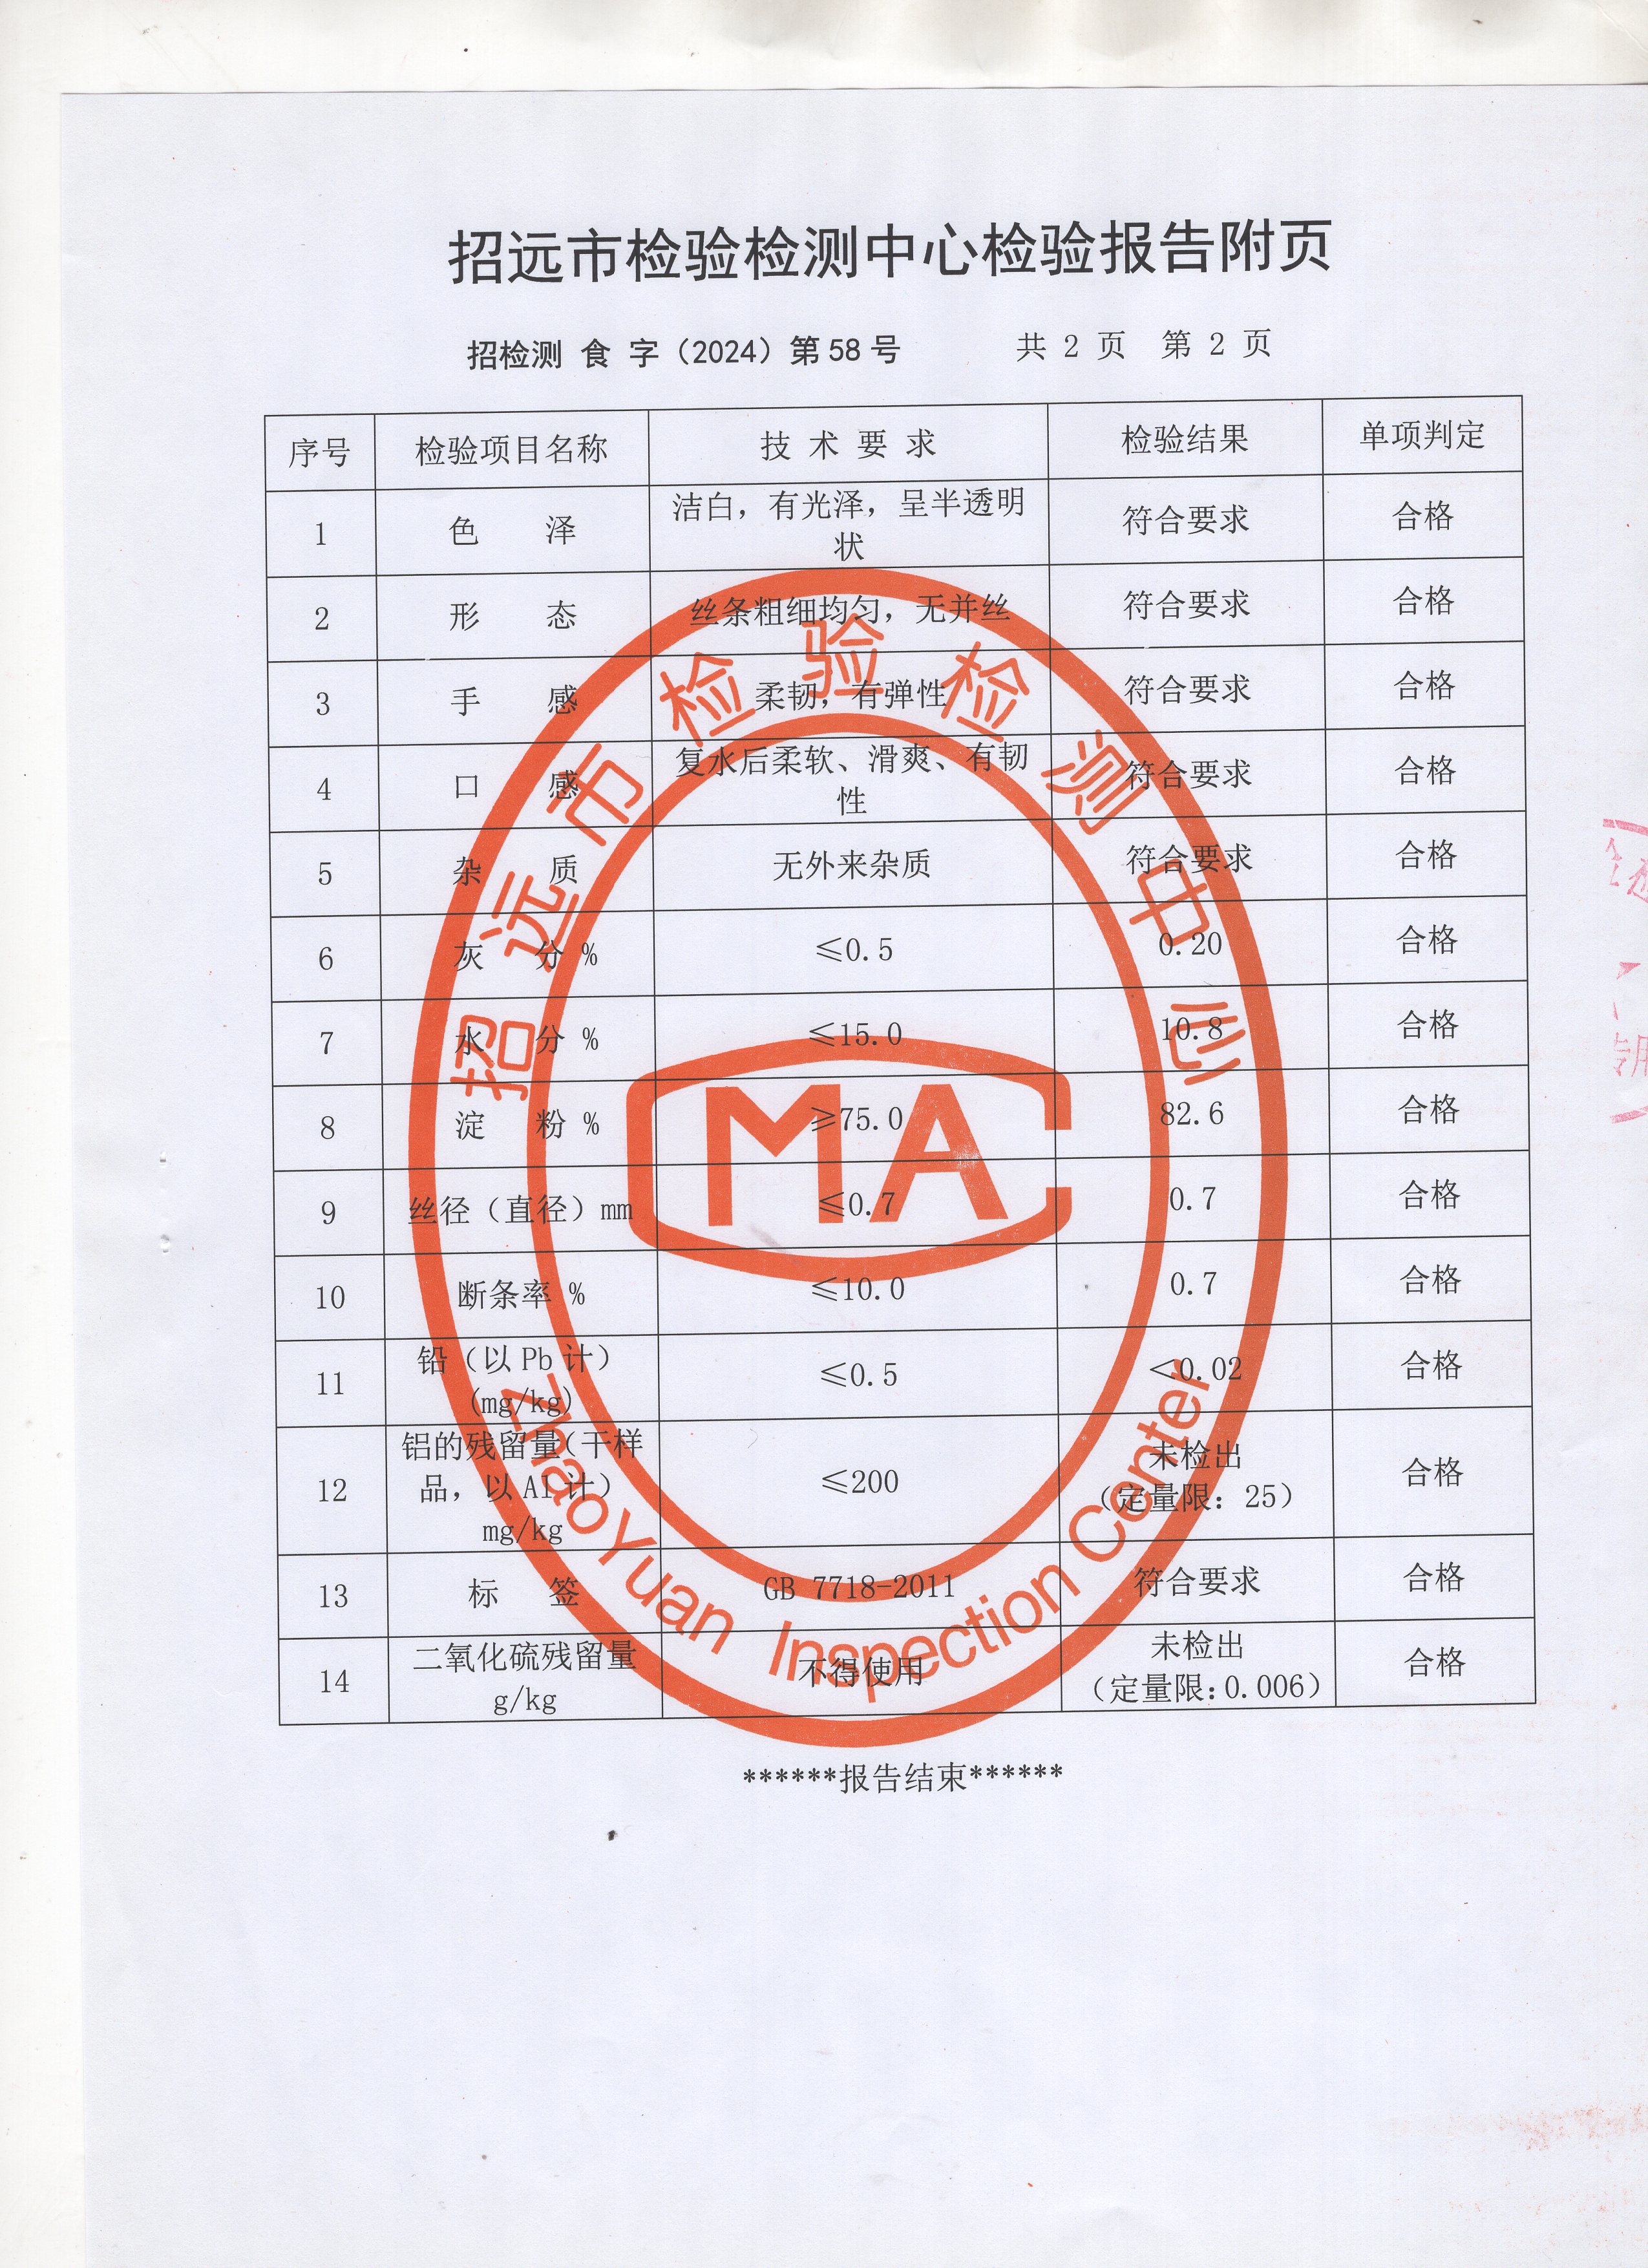 招远市检验检测中心检验报告附页
招检测 食 字（2024）第 58 号 共 2 页 第 2 页
序号 检验项目名称 技 术 要 求 检验结果 单项判定
1 色 泽 洁白，有光泽，呈半透明状 符合要求 合格
2 形 态 丝条粗细均匀，无并丝 符合要求 合格
3 手 感 柔韧，有弹性 符合要求 合格
4 口 感 复水后柔软、滑爽、有韧性 符合要求 合格
5 杂 质 无外来杂质 符合要求 合格
6 灰 分 % ≤0.5 0.20 合格
7 水 分 % ≤15.0 10.8 合格
8 淀 粉 % ≥75.0 82.6 合格
9 丝径（直径）mm ≤0.7 0.7 合格
10 断条率 % ≤10.0 0.7 合格
11 铅（以 Pb 计）(mg/kg) ≤0.5 <0.02 合格
12 铝的残留量（干样品，以 Al 计）mg/kg ≤200 未检出（定量限：25） 合格
13 标 签 GB 7718-2011 符合要求 合格
14 二氧化硫残留量 g/kg 不得使用 未检出（定量限：0.006） 合格
******报告结束******
招远市检验检测中心
MA
ZhaoYuan Inspection Center